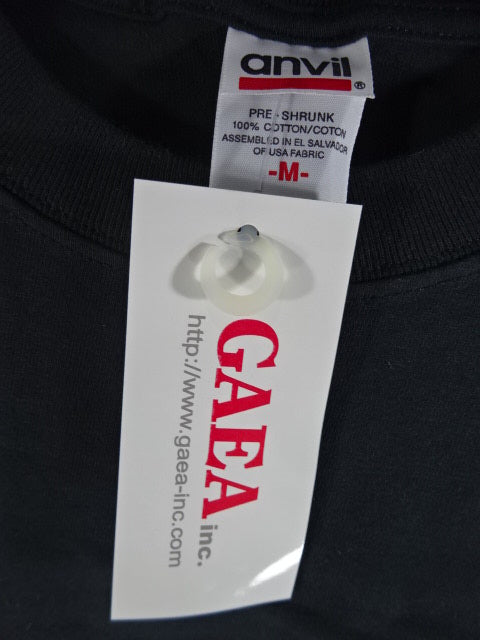 anvil®
PRE-SHRUNK
100% COTTON/COTON
ASSEMBLED IN EL SALVADOR
OF USA FABRIC
-M-
GAEA inc.
http://www.gaea-inc.com